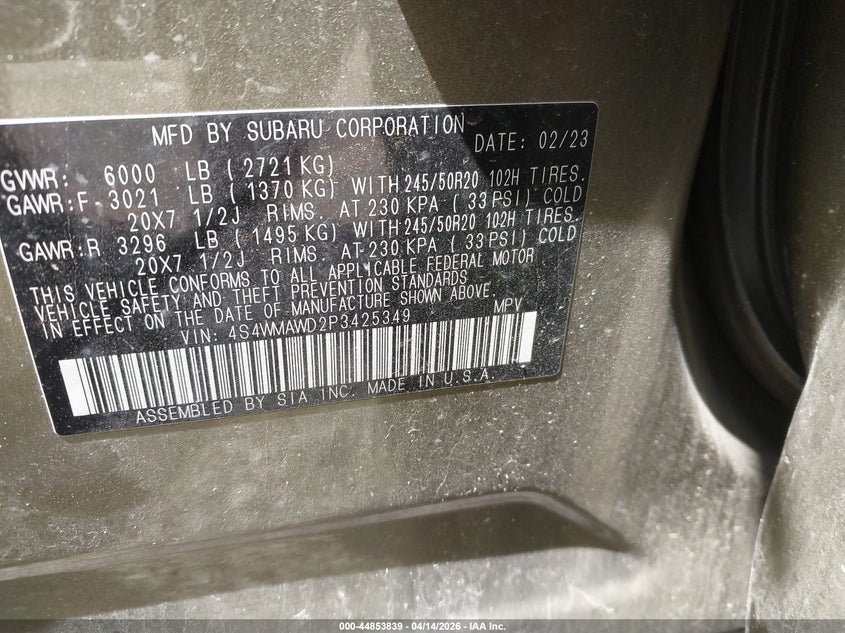 MFD BY SUBARU CORPORATION DATE: 02/23
GVWR: 6000 LB ( 2721 KG)
GAWR:F 3021 LB ( 1370 KG) WITH 245/50R20 102H TIRES.
20X7 1/2J RIMS. AT 230 KPA ( 33 PSI) COLD
GAWR:R 3296 LB ( 1495 KG) WITH 245/50R20 102H TIRES.
20X7 1/2J RIMS. AT 230 KPA ( 33 PSI) COLD
THIS VEHICLE CONFORMS TO ALL APPLICABLE FEDERAL MOTOR
VEHICLE SAFETY AND THEFT PREVENTION STANDARDS
IN EFFECT ON THE DATE OF MANUFACTURE SHOWN ABOVE
VIN: 4S4WMAWD2P3425349 MPV
ASSEMBLED BY SIA INC. MADE IN U.S.A.
000-44853839 - 04/14/2026 - IAA Inc.